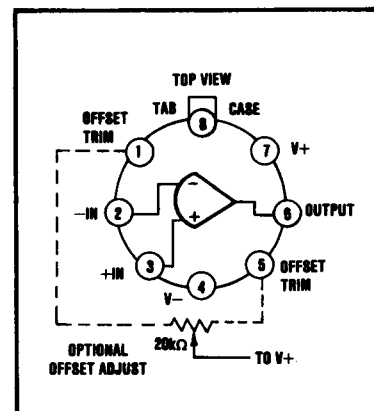 TOP VIEW
TAB CASE
OFFSET
TRIM
8
1
7 V+
−IN 2
−
+
6 OUTPUT
+IN 3
5 OFFSET
TRIM
V− 4
20kΩ
OPTIONAL
OFFSET ADJUST
TO V+